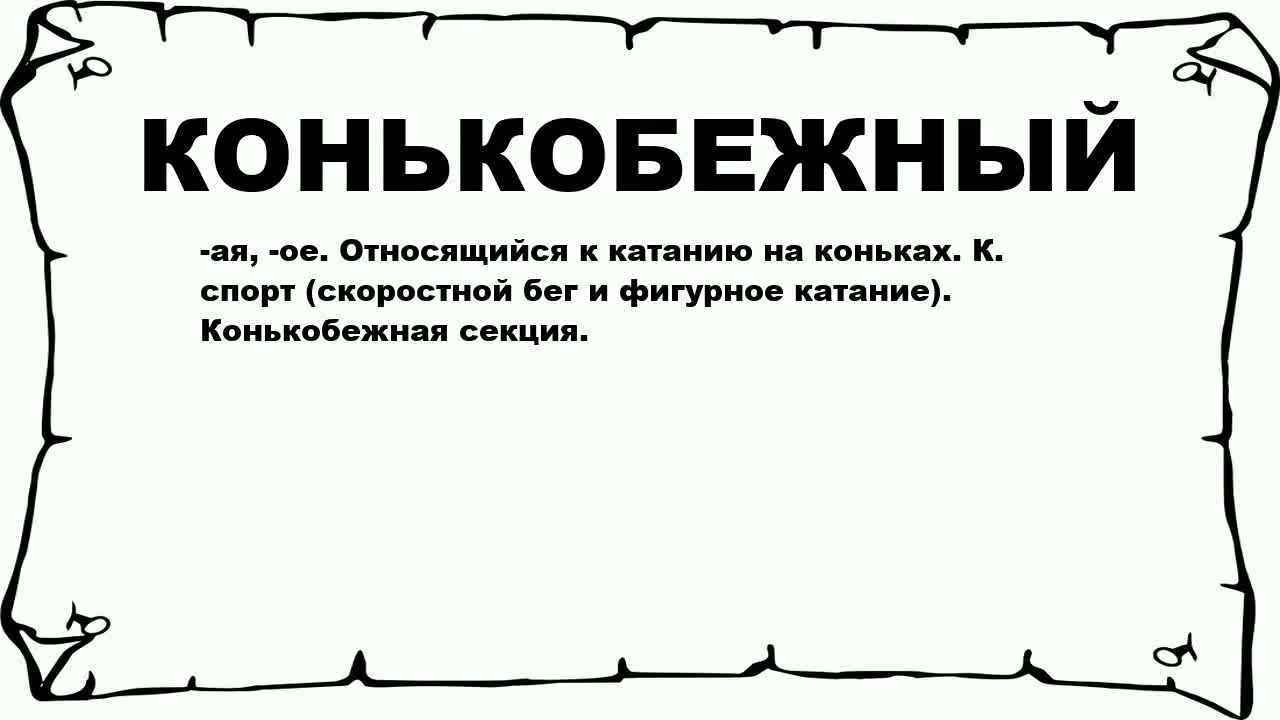 КОНЬКОБЕЖНЫЙ
-ая, -ое. Относящийся к катанию на коньках. К.
спорт (скоростной бег и фигурное катание).
Конькобежная секция.